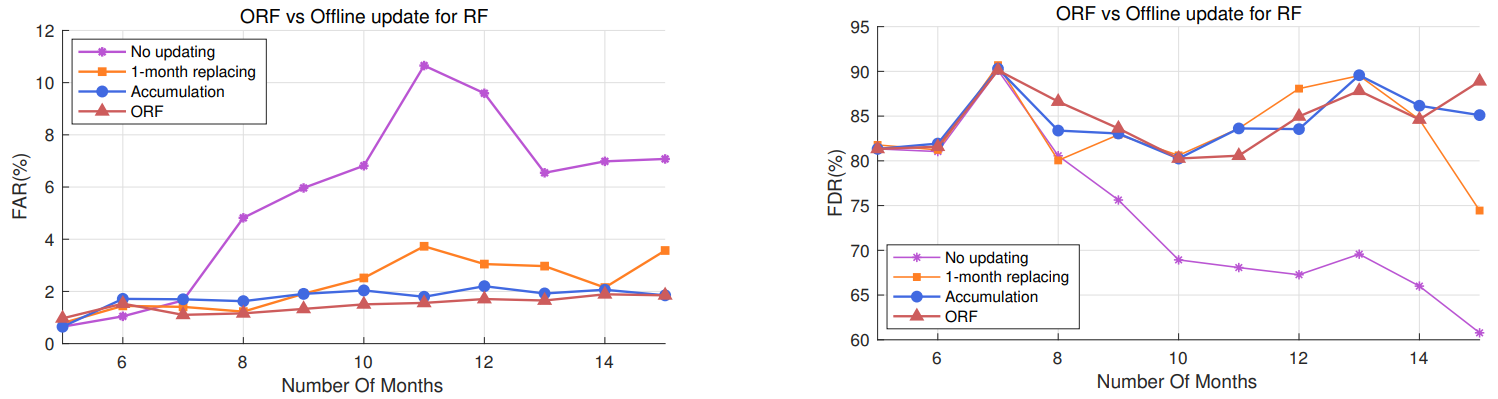 ORF vs Offline update for RF
12
10
8
6
4
2
0
FAR(%)
No updating
1-month replacing
Accumulation
ORF
6 8 10 12 14
Number Of Months
ORF vs Offline update for RF
95
90
85
80
75
70
65
60
FDR(%)
No updating
1-month replacing
Accumulation
ORF
6 8 10 12 14
Number Of Months